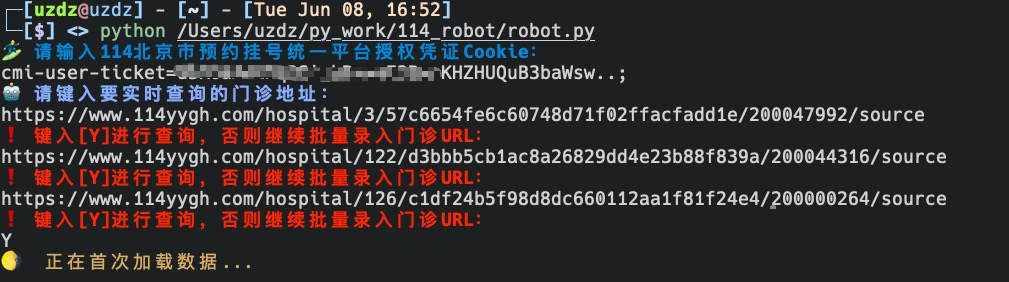 [uzdz@uzdz] - [~] - [Tue Jun 08, 16:52]
[$] <> python /Users/uzdz/py_work/114_robot/robot.py
请输入114北京市预约挂号统一平台授权凭证Cookie:
cmi-user-ticket= KHZHUQuB3baWsw..;
请键入要实时查询的门诊地址:
https://www.114yygh.com/hospital/3/57c6654fe6c60748d71f02ffacfadd1e/200047992/source
! 键入[Y]进行查询, 否则继续批量录入门诊URL:
https://www.114yygh.com/hospital/122/d3bbb5cb1ac8a26829dd4e23b88f839a/200044316/source
! 键入[Y]进行查询, 否则继续批量录入门诊URL:
https://www.114yygh.com/hospital/126/c1df24b5f98d8dc660112aa1f81f24e4/200000264/source
! 键入[Y]进行查询, 否则继续批量录入门诊URL:
Y
正在首次加载数据...